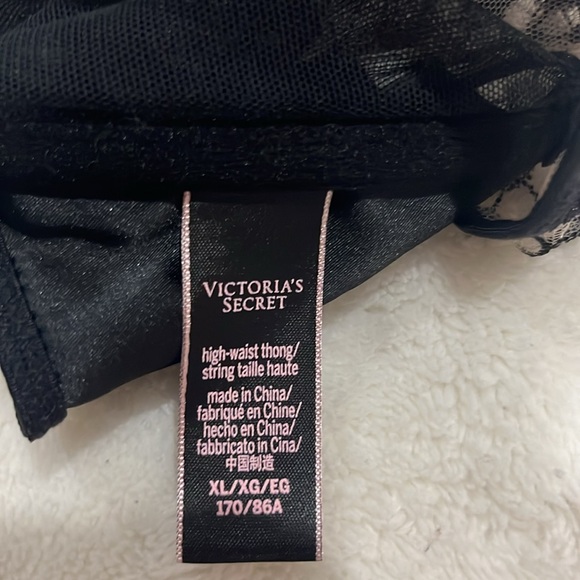 VICTORIA'S
SECRET
high-waist thong/
string taille haute
made in China/
fabriqué en Chine/
hecho en China/
fabbricato in Cina/
中国制造
XL/XG/EG
170/86A